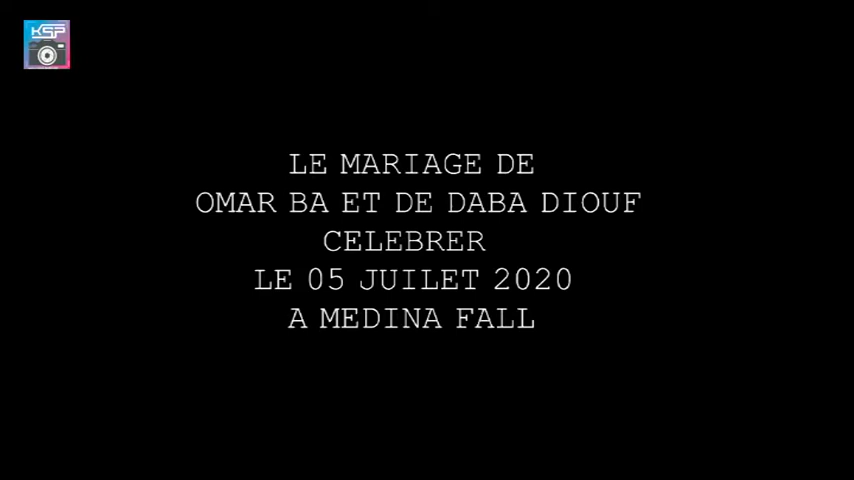 KSP
LE MARIAGE DE
OMAR BA ET DE DABA DIOUF
CELEBRER
LE 05 JUILET 2020
A MEDINA FALL